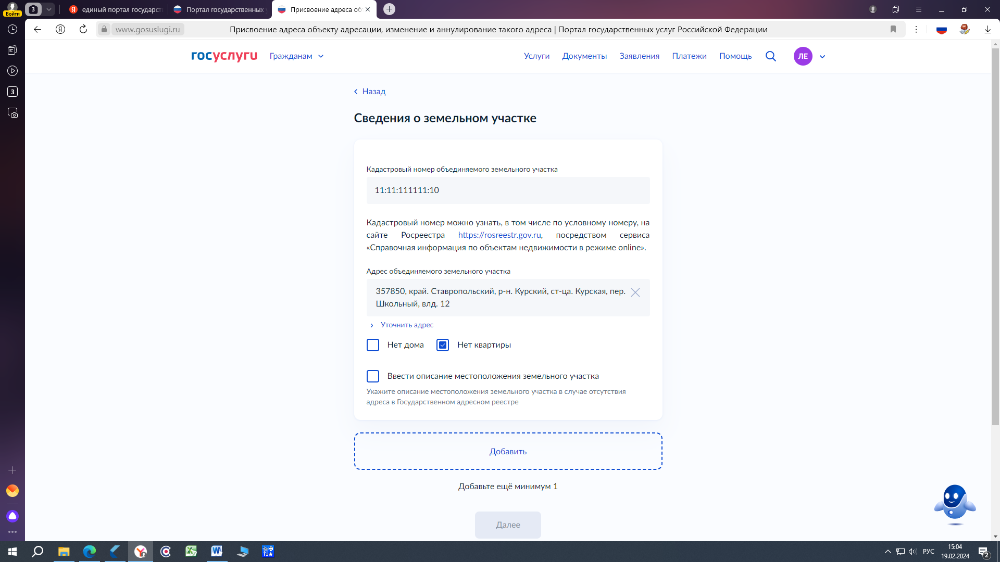 Войти
3
единый портал государст
Портал государственных у
Присвоение адреса об
www.gosuslugi.ru
Присвоение адреса объекту адресации, изменение и аннулирование такого адреса | Портал государственных услуг Российской Федерации
3
госуслуги
Гражданам
Услуги
Документы
Заявления
Платежи
Помощь
ЛЕ
Назад
Сведения о земельном участке
Кадастровый номер объединяемого земельного участка
11:11:111111:10
Кадастровый номер можно узнать, в том числе по условному номеру, на
сайте Росреестра https://rosreestr.gov.ru, посредством сервиса
«Справочная информация по объектам недвижимости в режиме online».
Адрес объединяемого земельного участка
357850, край. Ставропольский, р-н. Курский, ст-ца. Курская, пер.
Школьный, влд. 12
Уточнить адрес
Нет дома
Нет квартиры
Ввести описание местоположения земельного участка
Укажите описание местоположения земельного участка в случае отсутствия
адреса в Государственном адресном реестре
Добавить
Добавьте ещё минимум 1
Далее
РУС
15:04
19.02.2024
2